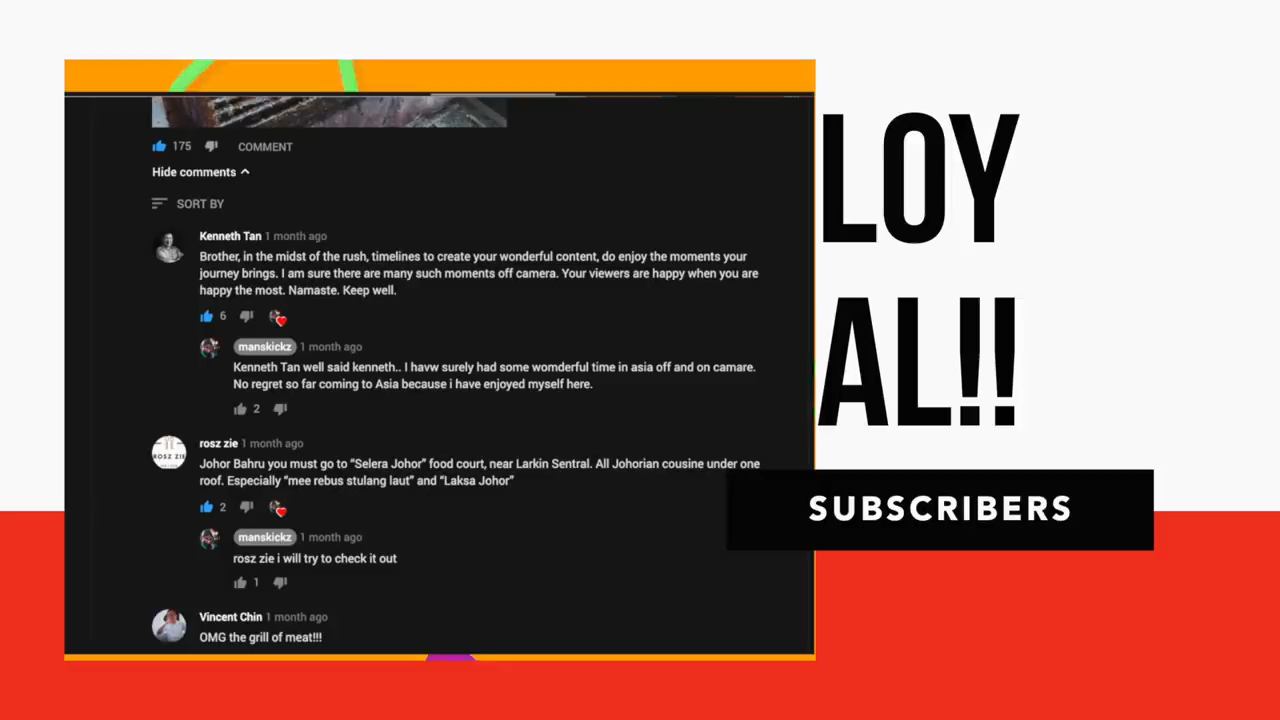 175 COMMENT
Hide comments
SORT BY
Kenneth Tan 1 month ago
Brother, in the midst of the rush, timelines to create your wonderful content, do enjoy the moments your
journey brings. I am sure there are many such moments off camera. Your viewers are happy when you are
happy the most. Namaste. Keep well.
6
manskickz 1 month ago
Kenneth Tan well said kenneth.. I havw surely had some womderful time in asia off and on camare.
No regret so far coming to Asia because i have enjoyed myself here.
2
rosz zie 1 month ago
ROSZ ZIE
Johor Bahru you must go to “Selera Johor” food court, near Larkin Sentral. All Johorian cousine under one
roof. Especially “mee rebus stulang laut” and “Laksa Johor”
2
manskickz 1 month ago
rosz zie i will try to check it out
1
Vincent Chin 1 month ago
OMG the grill of meat!!!
LOY
AL!!
SUBSCRIBERS